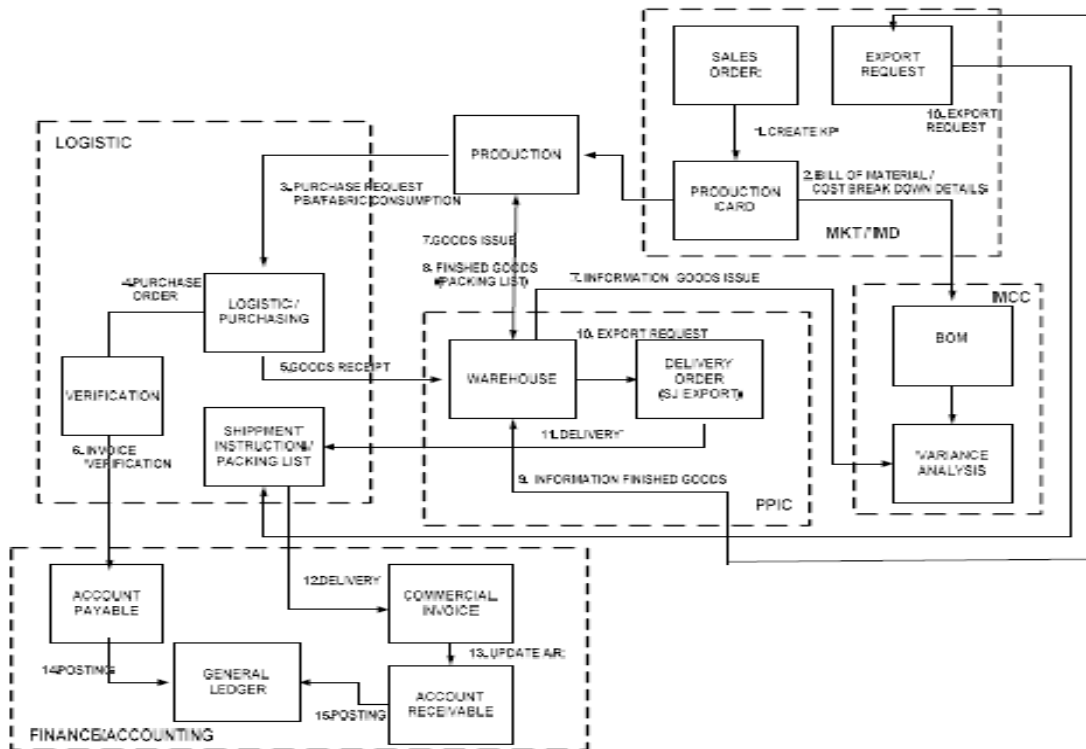 SALES
ORDER:
EXPORT
REQUEST
10. EXPORT
REQUEST
1. CREATE KP
LOGISTIC
PRODUCTION
3. PURCHASE REQUEST
PBA/FABRIC CONSUMPTION
2. BILL OF MATERIAL /
COST BREAK DOWN DETAILS
PRODUCTION
CARD
MKT / IMD
7. GOODS ISSUE
8. FINSHED GOODS
(PACKING LIST)
7. INFORMATION GOODS ISSUE
4. PURCHASE
ORDER
LOGISTIC /
PURCHASING
IMCC
BOM
10. EXPORT REQUEST
5. GOODS RECEIPT
WAREHOUSE
DELIVERY
ORDER
(SJ EXPORT)
VERIFICATION
SHIPPMENT
INSTRUCTION /
PACKING LIST
11. DELIVERY
6. INVOICE
VERIFICATION
VARIANCE
ANALYSIS
9. INFORMATION FINISHED GOODS
PPIC
ACCOUNT
PAYABLE
12. DELIVERY
COMMERCIAL
INVOICE
13. UPDATE A/R
14. POSTING
GENERAL
LEDGER
15. POSTING
ACCOUNT
RECEIVABLE
FINANCE/ACCOUNTING